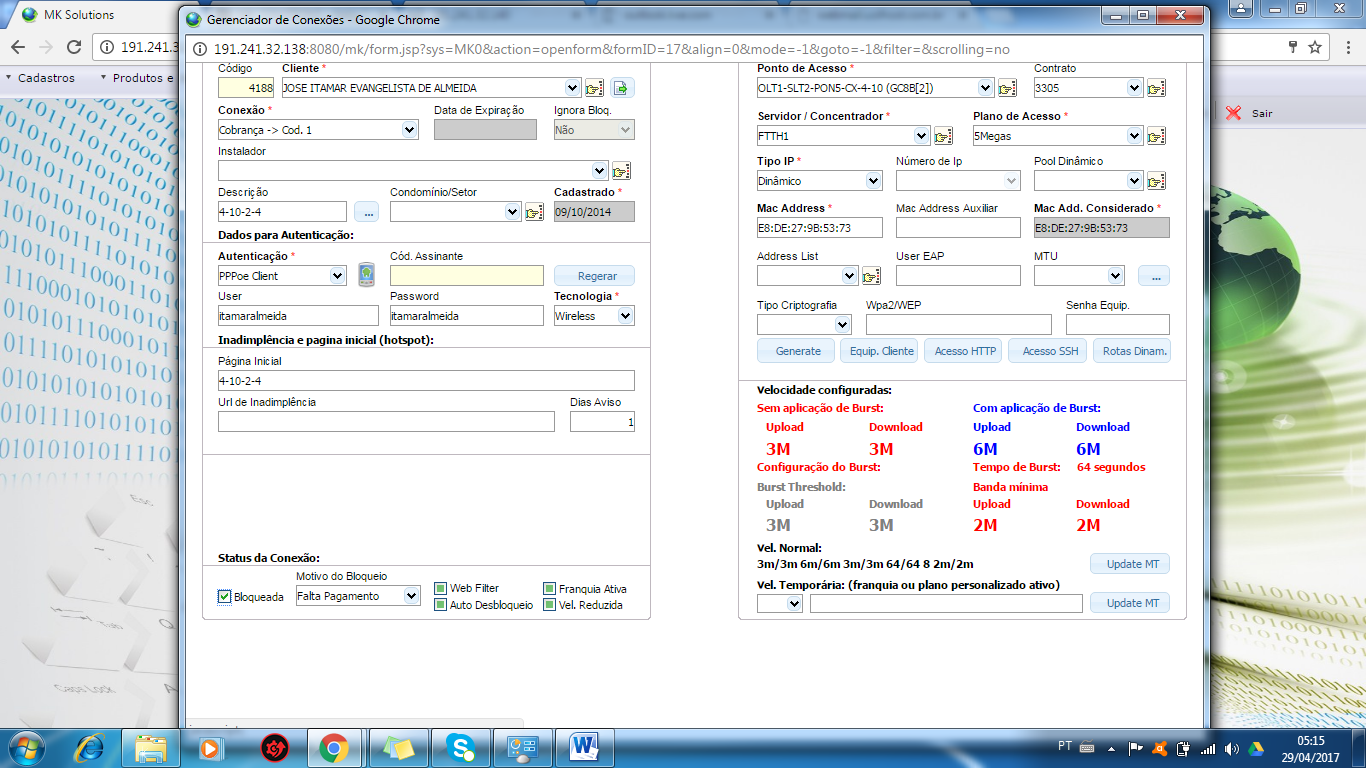 MK Solutions
Gerenciador de Conexões - Google Chrome
191.241.3
191.241.32.138:8080/mk/form.jsp?sys=MK0&action=openform&formID=17&align=0&mode=-1&goto=-1&filter=&scrolling=no
Cadastros
Produtos e
Sair
Código
Cliente *
4188
JOSE ITAMAR EVANGELISTA DE ALMEIDA
Conexão *
Data de Expiração
Ignora Bloq.
Cobrança -> Cod. 1
Não
Instalador
Descrição
Condomínio/Setor
Cadastrado *
4-10-2-4
...
09/10/2014
Dados para Autenticação:
Autenticação *
Cód. Assinante
PPPoe Client
Regerar
User
Password
Tecnologia *
itamaralmeida
itamaralmeida
Wireless
Inadimplência e pagina inicial (hotspot):
Página Inicial
4-10-2-4
Url de Inadimplência
Dias Aviso
1
Status da Conexão:
Bloqueada
Motivo do Bloqueio
Falta Pagamento
Web Filter
Franquia Ativa
Auto Desbloqueio
Vel. Reduzida
Ponto de Acesso *
Contrato
OLT1-SLT2-PON5-CX-4-10 (GC8B[2])
3305
Servidor / Concentrador *
Plano de Acesso *
FTTH1
5Megas
Tipo IP *
Número de Ip
Pool Dinâmico
Dinâmico
Mac Address *
Mac Address Auxiliar
Mac Add. Considerado *
E8:DE:27:9B:53:73
E8:DE:27:9B:53:73
Address List
User EAP
MTU
...
Tipo Criptografia
Wpa2/WEP
Senha Equip.
Generate
Equip. Cliente
Acesso HTTP
Acesso SSH
Rotas Dinam.
Velocidade configuradas:
Sem aplicação de Burst:
Com aplicação de Burst:
Upload
Download
Upload
Download
3M
3M
6M
6M
Configuração do Burst:
Tempo de Burst: 64 segundos
Burst Threshold:
Banda mínima
Upload
Download
Upload
Download
3M
3M
2M
2M
Vel. Normal:
3m/3m 6m/6m 3m/3m 64/64 8 2m/2m
Update MT
Vel. Temporária: (franquia ou plano personalizado ativo)
Update MT
Esc
Caps Lock
PT
05:15
29/04/2017